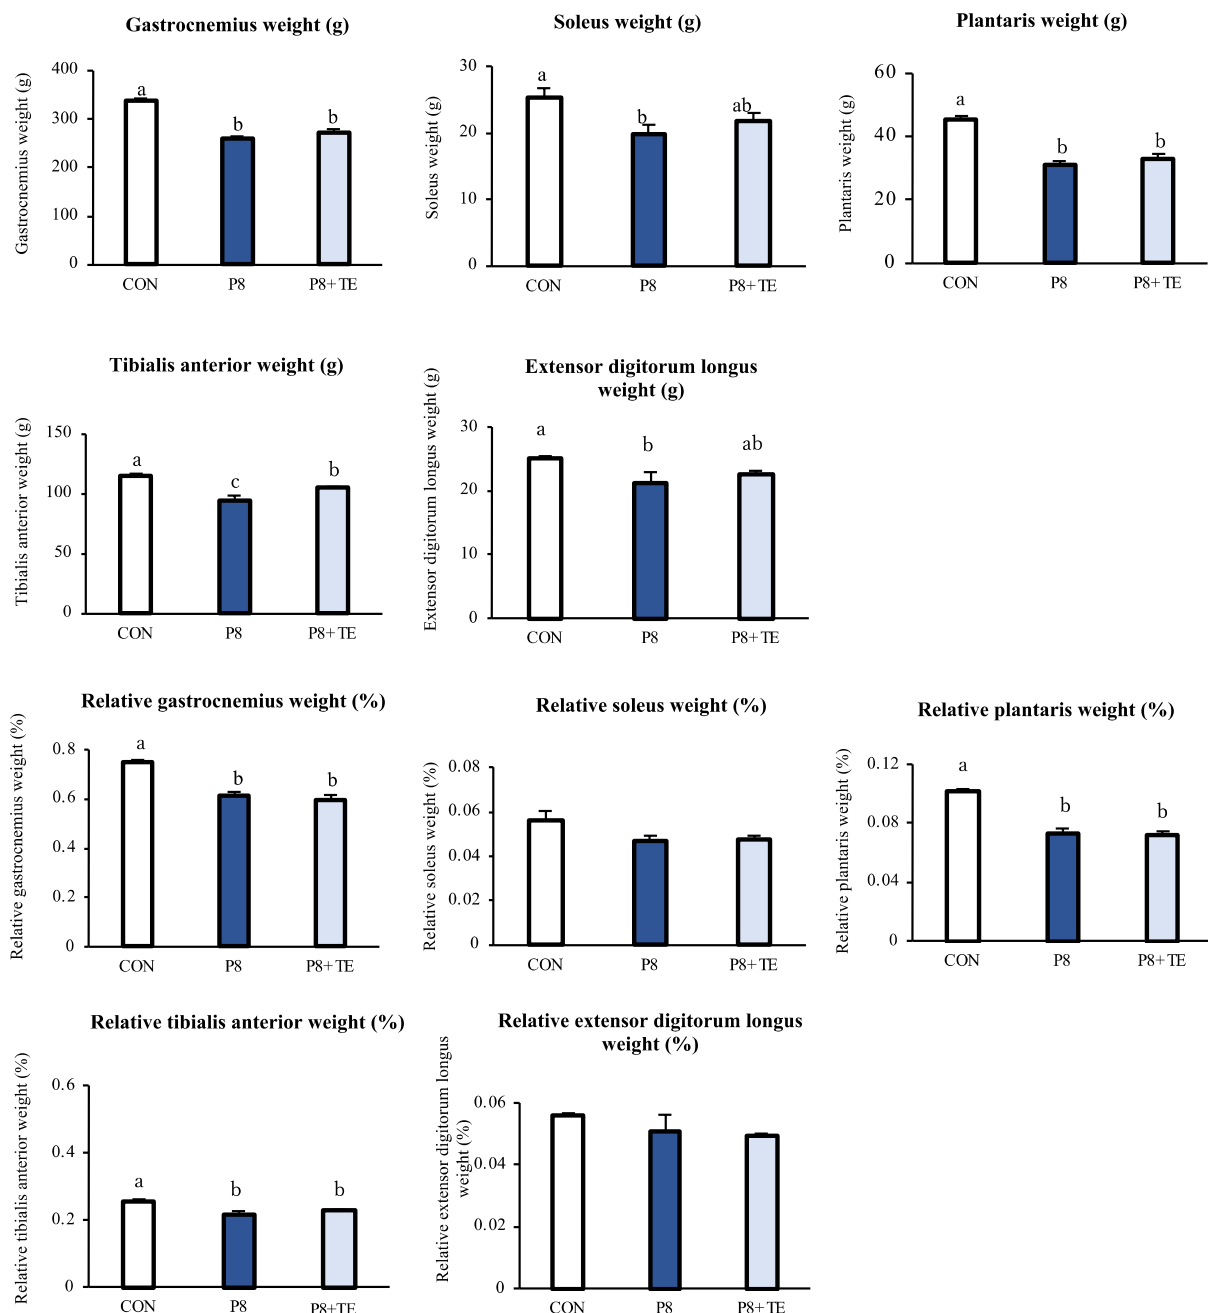 Gastrocnemius weight (g)
Gastrocnemius weight (g)
400
300
200
100
0
a
b
b
CON
P8
P8+TE
Soleus weight (g)
Soleus weight (g)
30
20
10
0
a
b
ab
CON
P8
P8+TE
Plantaris weight (g)
Plantaris weight (g)
60
40
20
0
a
b
b
CON
P8
P8+TE
Tibialis anterior weight (g)
Tibialis anterior weight (g)
150
100
50
0
a
c
b
CON
P8
P8+TE
Extensor digitorum longus
weight (g)
Extensor digitorum longus weight (g)
30
20
10
0
a
b
ab
CON
P8
P8+TE
Relative gastrocnemius weight (%)
Relative gastrocnemius weight (%)
0.8
0.6
0.4
0.2
0
a
b
b
CON
P8
P8+TE
Relative soleus weight (%)
Relative soleus weight (%)
0.08
0.06
0.04
0.02
0
CON
P8
P8+TE
Relative plantaris weight (%)
Relative plantaris weight (%)
0.12
0.08
0.04
0
a
b
b
CON
P8
P8+TE
Relative tibialis anterior weight (%)
Relative tibialis anterior weight (%)
0.6
0.4
0.2
0
a
b
b
CON
P8
P8+TE
Relative extensor digitorum longus
weight (%)
Relative extensor digitorum longus
weight (%)
0.06
0.04
0.02
0
CON
P8
P8+TE